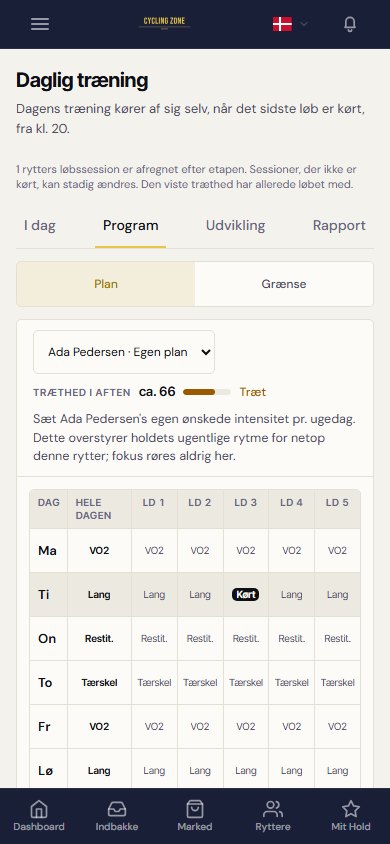 CYCLING ZONE
Daglig træning
Dagens træning kører af sig selv, når det sidste løb er kørt,
fra kl. 20.
1 rytters løbssession er afregnet efter etapen. Sessioner, der ikke er
kørt, kan stadig ændres. Den viste træthed har allerede løbet med.
I dag Program Udvikling Rapport
Plan Grænse
Ada Pedersen · Egen plan
TRÆTHED I AFTEN ca. 66 Træt
Sæt Ada Pedersen's egen ønskede intensitet pr. ugedag.
Dette overstyrer holdets ugentlige rytme for netop
denne rytter; fokus røres aldrig her.
DAG HELE DAGEN LD 1 LD 2 LD 3 LD 4 LD 5
Ma VO2 VO2 VO2 VO2 VO2 VO2
Ti Lang Lang Lang Kørt Lang Lang
On Restit. Restit. Restit. Restit. Restit. Restit.
To Tærskel Tærskel Tærskel Tærskel Tærskel Tærskel
Fr VO2 VO2 VO2 VO2 VO2 VO2
Lø Lang Lang Lang Lang Lang Lang
Dashboard Indbakke Marked Ryttere Mit Hold